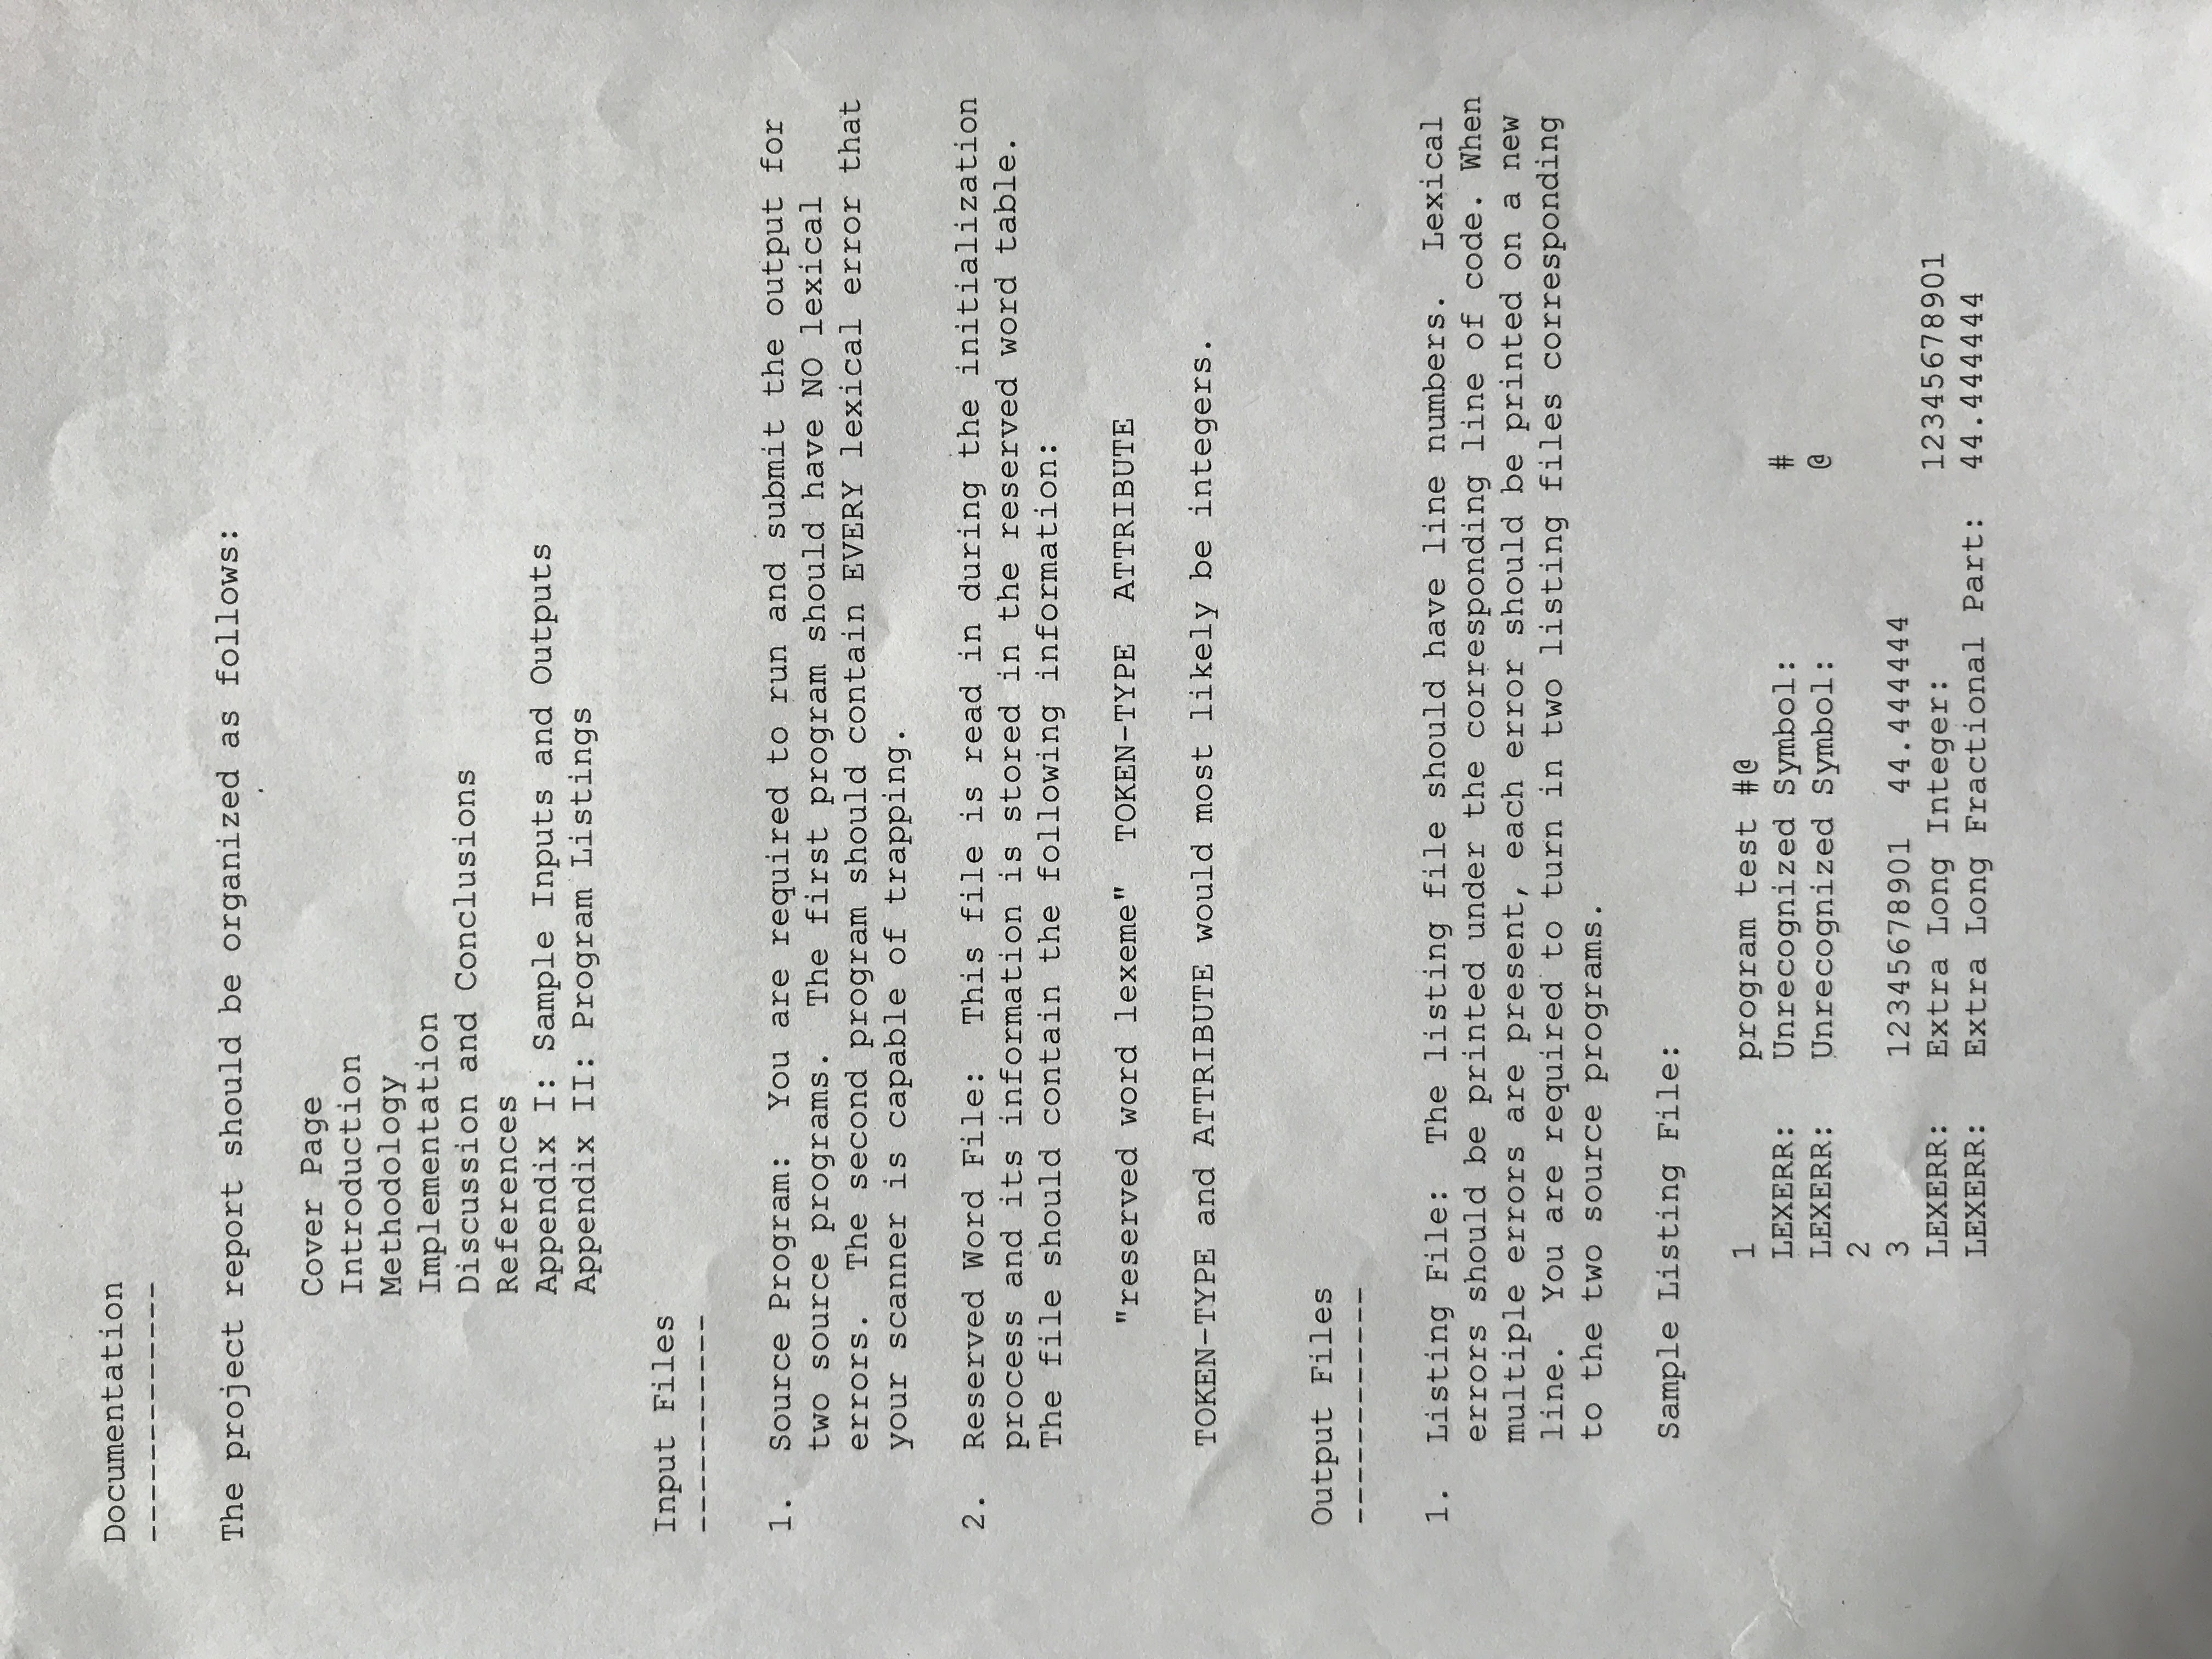 Documentation
-------------
The project report should be organized as follows:
Cover Page
Introduction
Methodology
Implementation
Discussion and Conclusions
References
Appendix I: Sample Inputs and Outputs
Appendix II: Program Listings
Input Files
-----------
1. Source Program: You are required to run and submit the output for
two source programs. The first program should have NO lexical
errors. The second program should contain EVERY lexical error that
your scanner is capable of trapping.
2. Reserved Word File: This file is read in during the initialization
process and its information is stored in the reserved word table.
The file should contain the following information:
"reserved word lexeme" TOKEN-TYPE ATTRIBUTE
TOKEN-TYPE and ATTRIBUTE would most likely be integers.
Output Files
------------
1. Listing File: The listing file should have line numbers. Lexical
errors should be printed under the corresponding line of code. When
multiple errors are present, each error should be printed on a new
line. You are required to turn in two listing files corresponding
to the two source programs.
Sample Listing File:
1 program test #@
LEXERR: Unrecognized Symbol: #
LEXERR: Unrecognized Symbol: @
2
3 12345678901 44.444444
LEXERR: Extra Long Integer: 12345678901
LEXERR: Extra Long Fractional Part: 44.444444